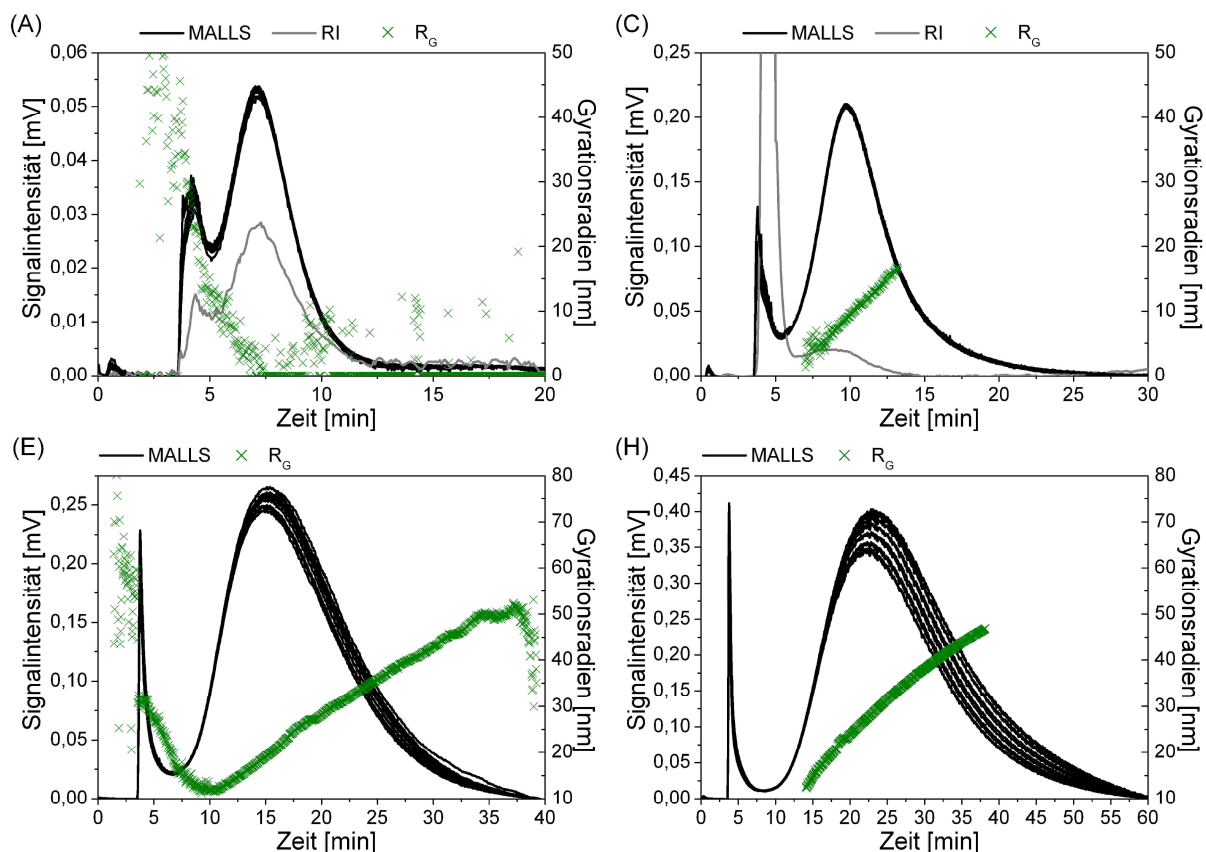 (A) MALLS RI R_G
Signalintensität [mV]
0,06
0,05
0,04
0,03
0,02
0,01
0,00
50
40
30
20
10
0
Gyrationsradien [nm]
0 5 10 15 20
Zeit [min]
(C) MALLS RI R_G
Signalintensität [mV]
0,25
0,20
0,15
0,10
0,05
0,00
50
40
30
20
10
0
Gyrationsradien [nm]
0 5 10 15 20 25 30
Zeit [min]
(E) MALLS R_G
Signalintensität [mV]
0,25
0,20
0,15
0,10
0,05
0,00
80
70
60
50
40
30
20
10
Gyrationsradien [nm]
0 5 10 15 20 25 30 35 40
Zeit [min]
(H) MALLS R_G
Signalintensität [mV]
0,45
0,40
0,35
0,30
0,25
0,20
0,15
0,10
0,05
0,00
80
70
60
50
40
30
20
10
Gyrationsradien [nm]
0 5 10 15 20 25 30 35 40 45 50 55 60
Zeit [min]